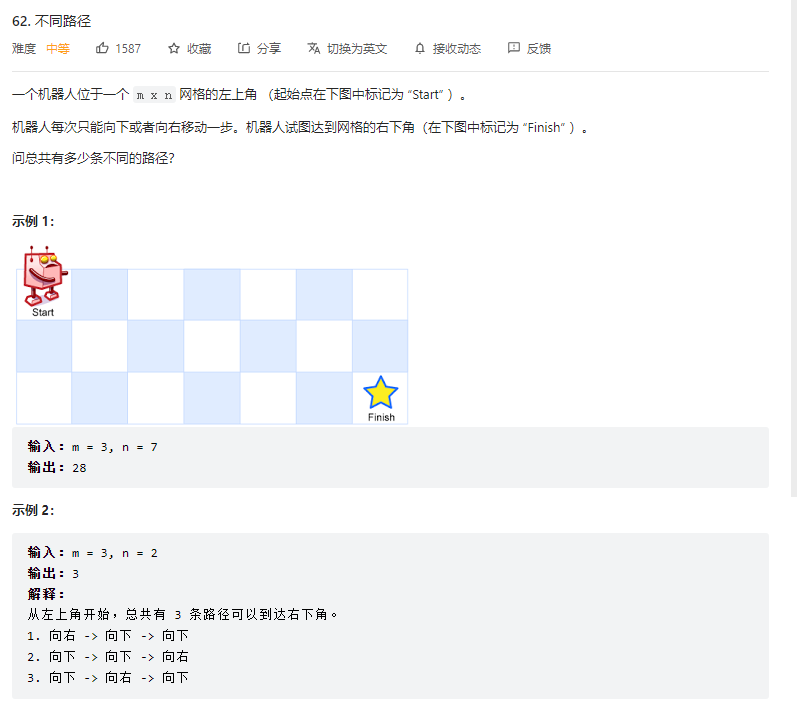 62. 不同路径
难度 中等 1587 收藏 分享 切换为英文 接收动态 反馈
一个机器人位于一个 m x n 网格的左上角 （起始点在下图中标记为 “Start” ）。
机器人每次只能向下或者向右移动一步。机器人试图达到网格的右下角（在下图中标记为 “Finish” ）。
问总共有多少条不同的路径？
示例 1：
Start
Finish
输入：m = 3, n = 7
输出：28
示例 2：
输入：m = 3, n = 2
输出：3
解释：
从左上角开始，总共有 3 条路径可以到达右下角。
1. 向右 -> 向下 -> 向下
2. 向下 -> 向下 -> 向右
3. 向下 -> 向右 -> 向下